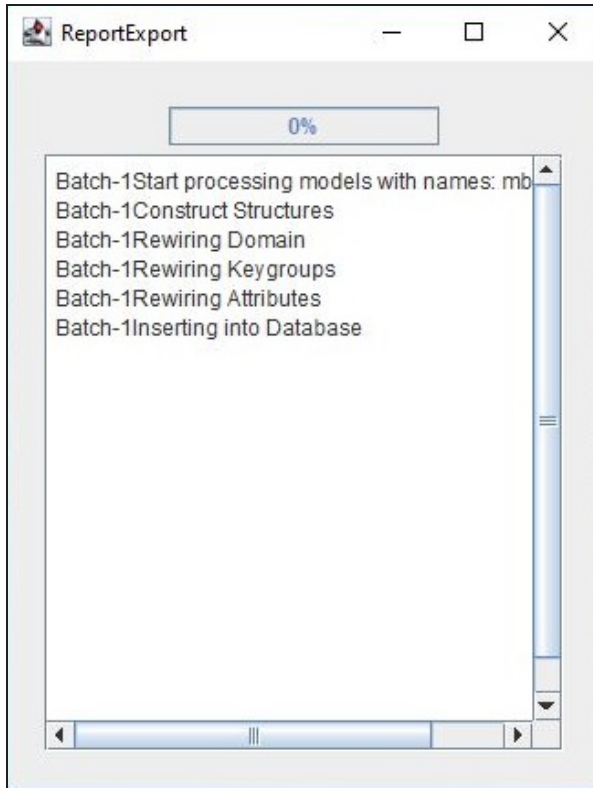 ReportExport
0%
Batch-1Start processing models with names: mb
Batch-1Construct Structures
Batch-1Rewiring Domain
Batch-1Rewiring Keygroups
Batch-1Rewiring Attributes
Batch-1Inserting into Database